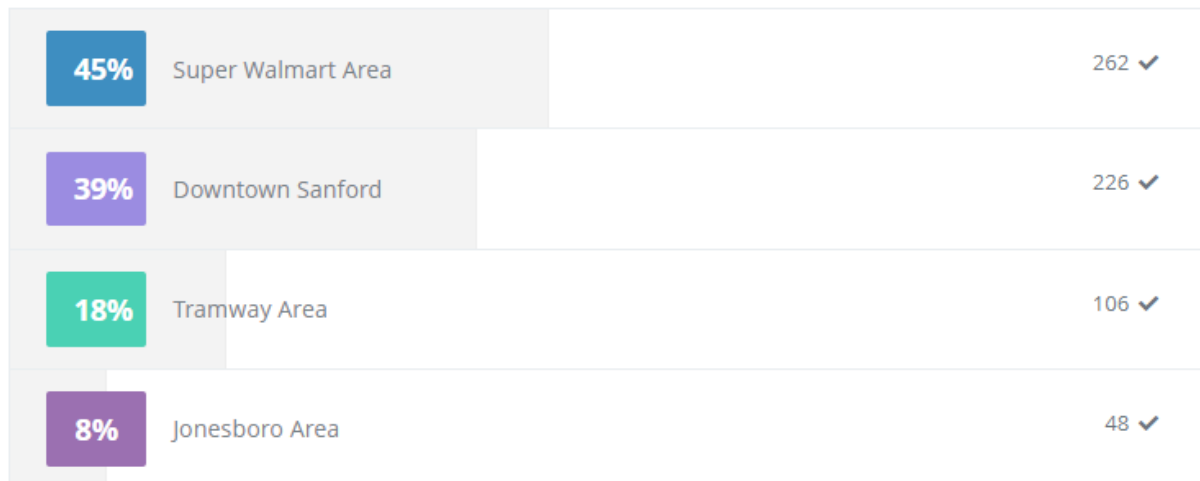 45% Super Walmart Area 262
39% Downtown Sanford 226
18% Tramway Area 106
8% Jonesboro Area 48